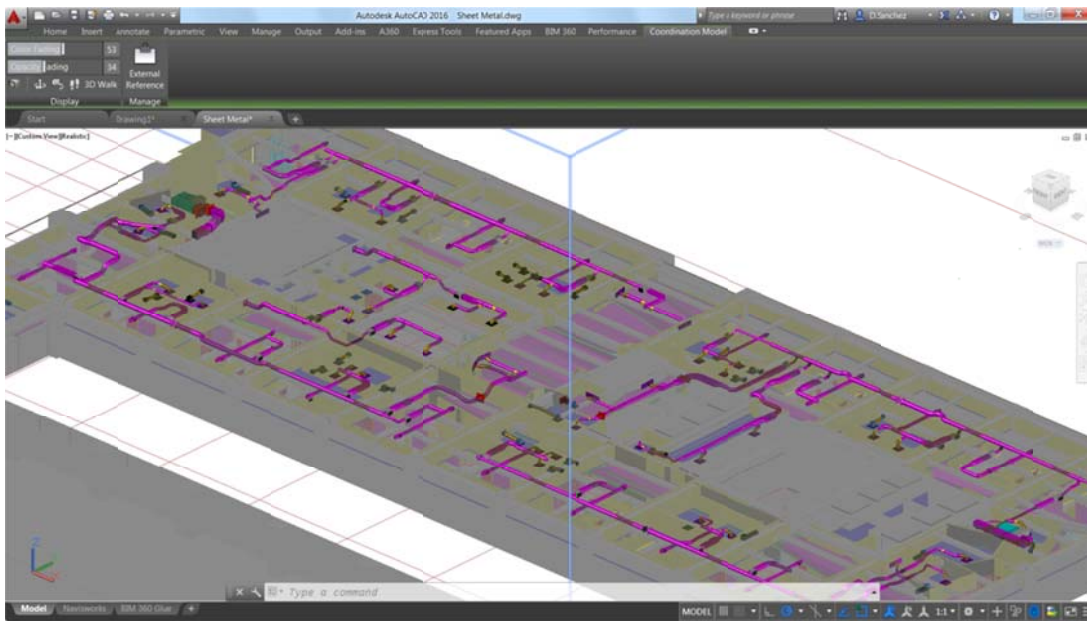 Autodesk AutoCAD 2016 Sheet Metal.dwg
Type a keyword or phrase
D.Sanchez
Home Insert Annotate Parametric View Manage Output Add-ins A360 Express Tools Featured Apps BIM 360 Performance Coordination Model
53
34
3D Walk
External
Reference
Display Manage
Start Drawing1* Sheet Metal*
[-][Custom View][Realistic]
Z
Type a command
Model Navisworks BIM 360 Glue
MODEL 1:1